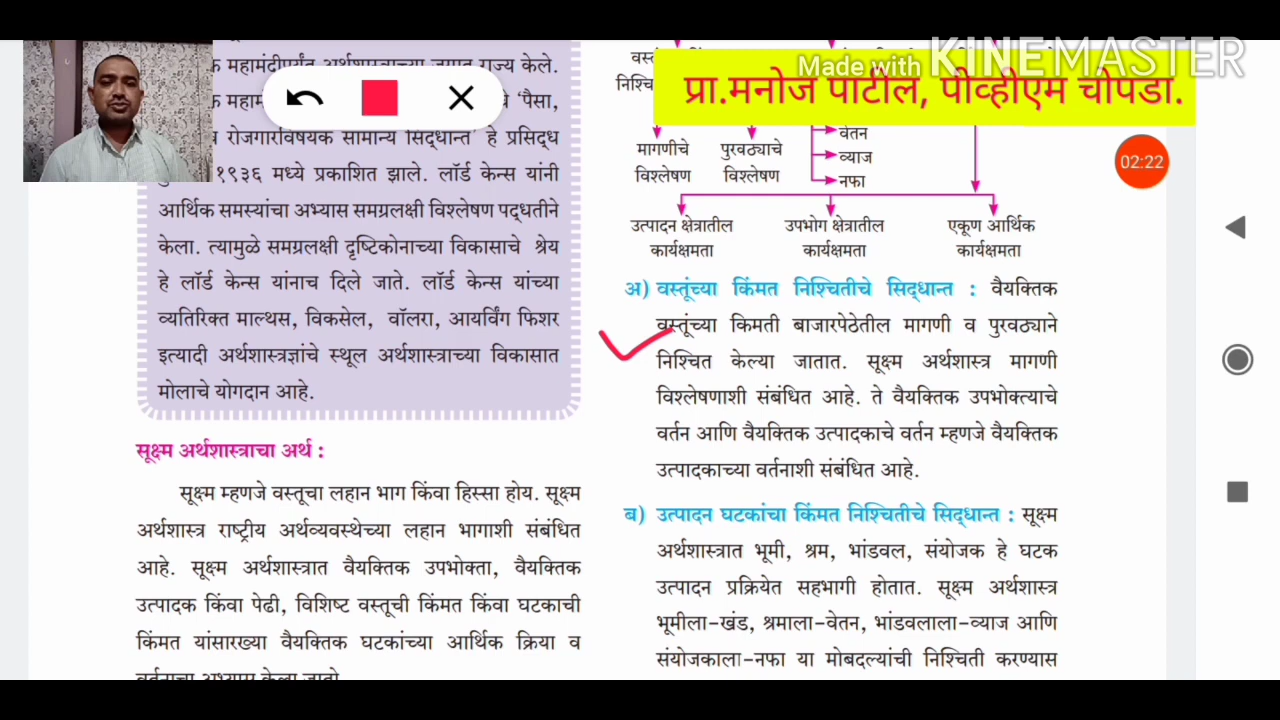 क महामंदीपर्यंत अर्थशास्त्राच्या जगात राज्य केले.
क महामं
'पैसा,
व रोजगारविषयक सामान्य सिद्धान्त' हे प्रसिद्ध
१९३६ मध्ये प्रकाशित झाले. लॉर्ड केन्स यांनी
आर्थिक समस्यांचा अभ्यास समग्रलक्षी विश्लेषण पद्धतीने
केला. त्यामुळे समग्रलक्षी दृष्टिकोनाच्या विकासाचे श्रेय
हे लॉर्ड केन्स यांनाच दिले जाते. लॉर्ड केन्स यांच्या
व्यतिरिक्त माल्थस, विकसेल, वॉलरा, आयर्विंग फिशर
इत्यादी अर्थशास्त्रज्ञांचे स्थूल अर्थशास्त्राच्या विकासात
मोलाचे योगदान आहे.
सूक्ष्म अर्थशास्त्राचा अर्थ :
सूक्ष्म म्हणजे वस्तूचा लहान भाग किंवा हिस्सा होय. सूक्ष्म
अर्थशास्त्र राष्ट्रीय अर्थव्यवस्थेच्या लहान भागाशी संबंधित
आहे. सूक्ष्म अर्थशास्त्रात वैयक्तिक उपभोक्ता, वैयक्तिक
उत्पादक किंवा पेढी, विशिष्ट वस्तूची किंमत किंवा घटकाची
किंमत यांसारख्या वैयक्तिक घटकांच्या आर्थिक क्रिया व
वर्तनाचा अभ्यास केला जातो.
Made with KINEMASTER
प्रा.मनोज पाटील, पीव्हीएम चोपडा.
02:22
मागणीचे
विश्लेषण
पुरवठ्याचे
विश्लेषण
वेतन
व्याज
नफा
उत्पादन क्षेत्रातील
कार्यक्षमता
उपभोग क्षेत्रातील
कार्यक्षमता
एकूण आर्थिक
कार्यक्षमता
अ) वस्तूंच्या किंमत निश्चितीचे सिद्धान्त : वैयक्तिक
वस्तूंच्या किमती बाजारपेठेतील मागणी व पुरवठ्याने
निश्चित केल्या जातात. सूक्ष्म अर्थशास्त्र मागणी
विश्लेषणाशी संबंधित आहे. ते वैयक्तिक उपभोक्त्याचे
वर्तन आणि वैयक्तिक उत्पादकाचे वर्तन म्हणजे वैयक्तिक
उत्पादकाच्या वर्तनाशी संबंधित आहे.
ब) उत्पादन घटकांचा किंमत निश्चितीचे सिद्धान्त : सूक्ष्म
अर्थशास्त्रात भूमी, श्रम, भांडवल, संयोजक हे घटक
उत्पादन प्रक्रियेत सहभागी होतात. सूक्ष्म अर्थशास्त्र
भूमीला-खंड, श्रमाला-वेतन, भांडवलाला-व्याज आणि
संयोजकाला-नफा या मोबदल्यांची निश्चिती करण्यास